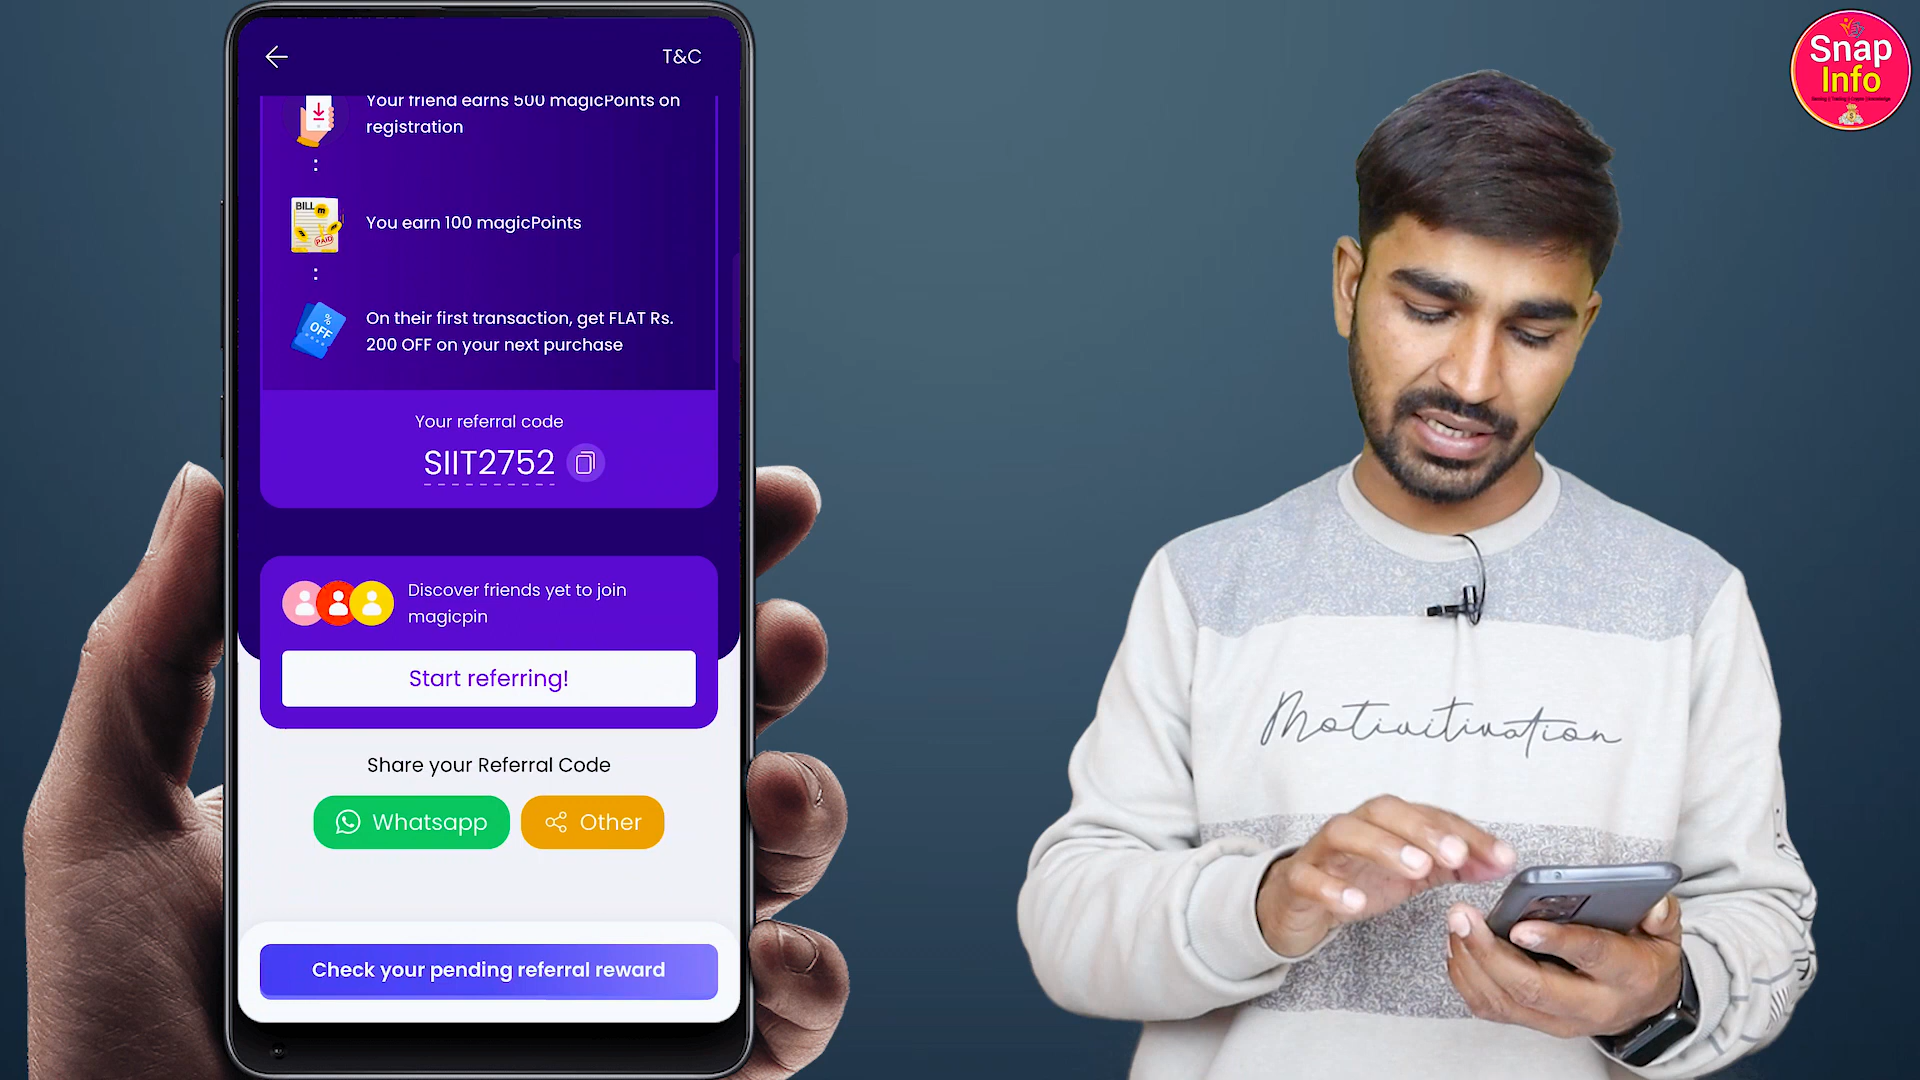 T&C
Your friend earns 500 magicPoints on
registration
BILL
m
PAID
You earn 100 magicPoints
%
OFF
On their first transaction, get FLAT Rs.
200 OFF on your next purchase
Your referral code
SIIT2752
Discover friends yet to join
magicpin
Start referring!
Share your Referral Code
Whatsapp
Other
Check your pending referral reward
Snap
Info
Motivitivation